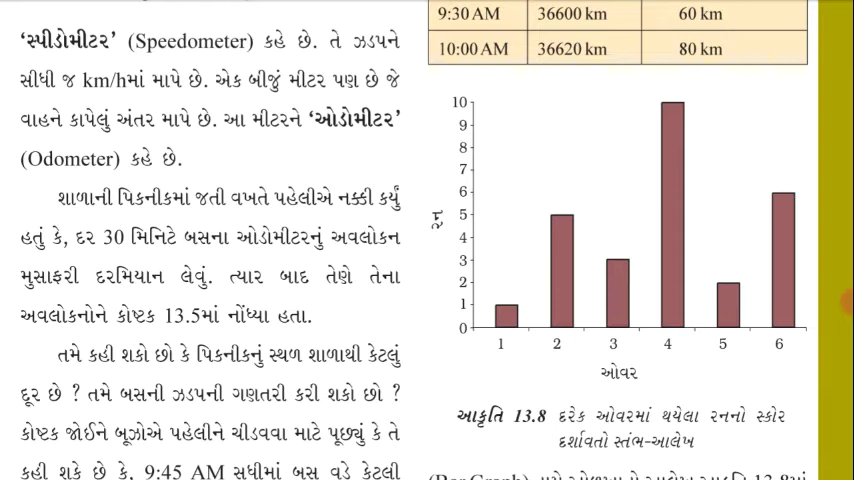 ‘સ્પીડોમીટર’ (Speedometer) કહે છે. તે ઝડપને
સીધી જ km/hમાં માપે છે. એક બીજું મીટર પણ છે જે
વાહને કાપેલું અંતર માપે છે. આ મીટરને ‘ઓડોમીટર’
(Odometer) કહે છે.
શાળાની પિકનીકમાં જતી વખતે પહેલીએ નક્કી કર્યું
હતું કે, દર 30 મિનિટે બસના ઓડોમીટરનું અવલોકન
મુસાફરી દરમિયાન લેવું. ત્યાર બાદ તેણે તેના
અવલોકનોને કોષ્ટક 13.5માં નોંધ્યા હતા.
તમે કહી શકો છો કે પિકનીકનું સ્થળ શાળાથી કેટલું
દૂર છે ? તમે બસની ઝડપની ગણતરી કરી શકો છો ?
કોષ્ટક જોઈને બૂઝોએ પહેલીને ચીડવવા માટે પૂછ્યું કે તે
કહી શકે છે કે, 9:45 AM સુધીમાં બસ વડે કેટલી
9:30 AM 36600 km 60 km
10:00 AM 36620 km 80 km
10
9
8
7
6
5
4
3
2
1
0
રન
1 2 3 4 5 6
ઓવર
આકૃતિ 13.8 દરેક ઓવરમાં થયેલા રનનો સ્કોર
દર્શાવતો સ્તંભ-આલેખ